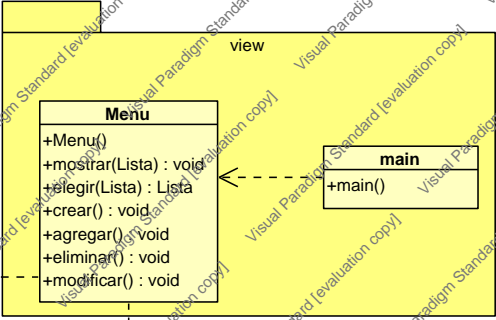 view
Menu
+Menu()
+mostrar(Lista) : void
+elegir(Lista) : Lista
+crear() : void
+agregar() : void
+eliminar() : void
+modificar() : void
main
+main()
Visual Paradigm Standard [evaluation copy]